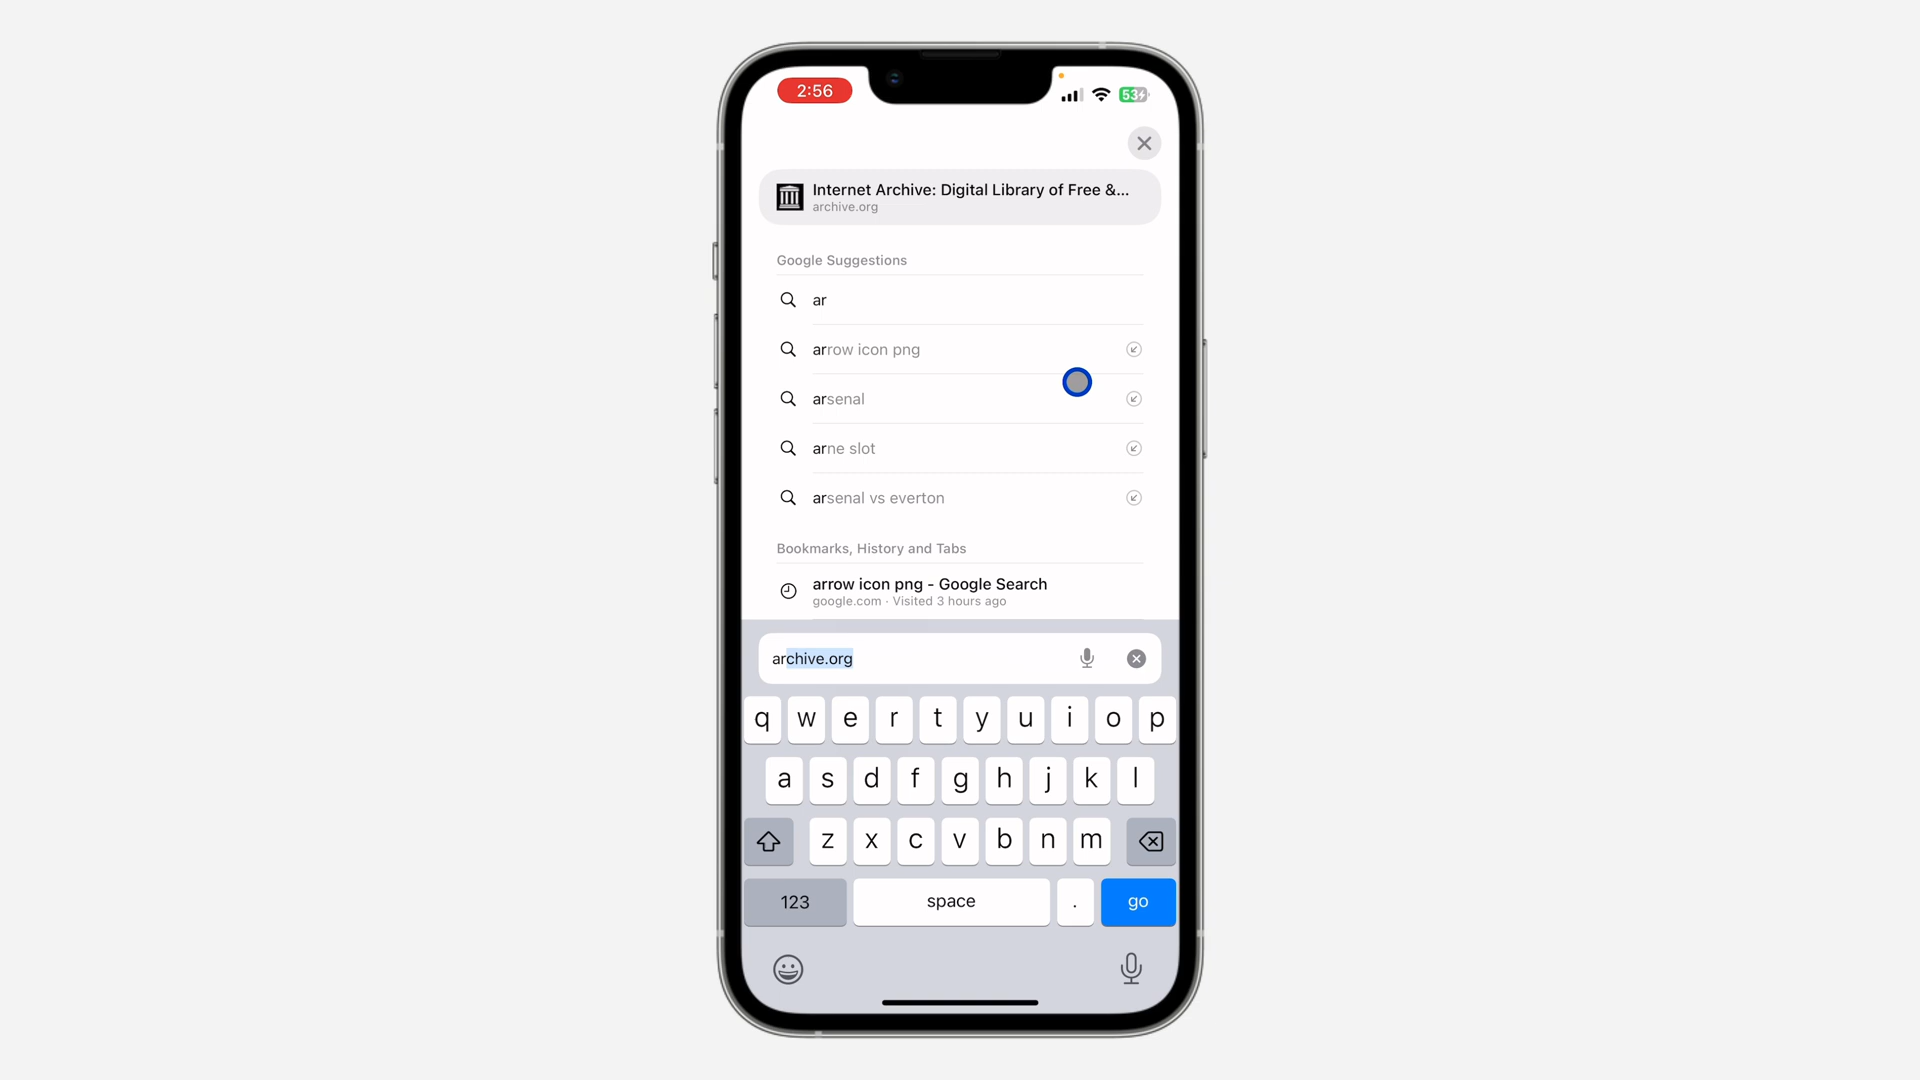 2:56
53
Internet Archive: Digital Library of Free &...
archive.org
Google Suggestions
ar
arrow icon png
arsenal
arne slot
arsenal vs everton
Bookmarks, History and Tabs
arrow icon png - Google Search
google.com · Visited 3 hours ago
archive.org
q w e r t y u i o p
a s d f g h j k l
z x c v b n m
123 space . go